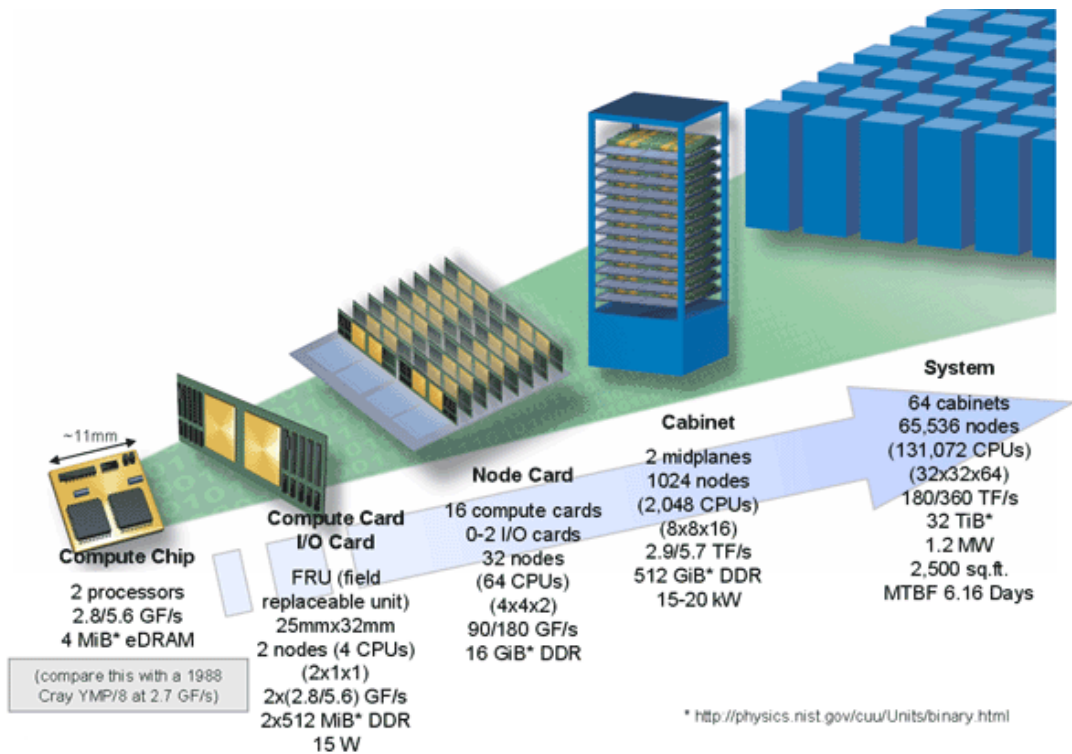 ~11mm
Compute Chip
2 processors
2.8/5.6 GF/s
4 MiB* eDRAM
(compare this with a 1988
Cray YMP/8 at 2.7 GF/s)
Compute Card
I/O Card
FRU (field
replaceable unit)
25mmx32mm
2 nodes (4 CPUs)
(2x1x1)
2x(2.8/5.6) GF/s
2x512 MiB* DDR
15 W
Node Card
16 compute cards
0-2 I/O cards
32 nodes
(64 CPUs)
(4x4x2)
90/180 GF/s
16 GiB* DDR
Cabinet
2 midplanes
1024 nodes
(2,048 CPUs)
(8x8x16)
2.9/5.7 TF/s
512 GiB* DDR
15-20 kW
System
64 cabinets
65,536 nodes
(131,072 CPUs)
(32x32x64)
180/360 TF/s
32 TiB*
1.2 MW
2,500 sq.ft.
MTBF 6.16 Days
* http://physics.nist.gov/cuu/Units/binary.html